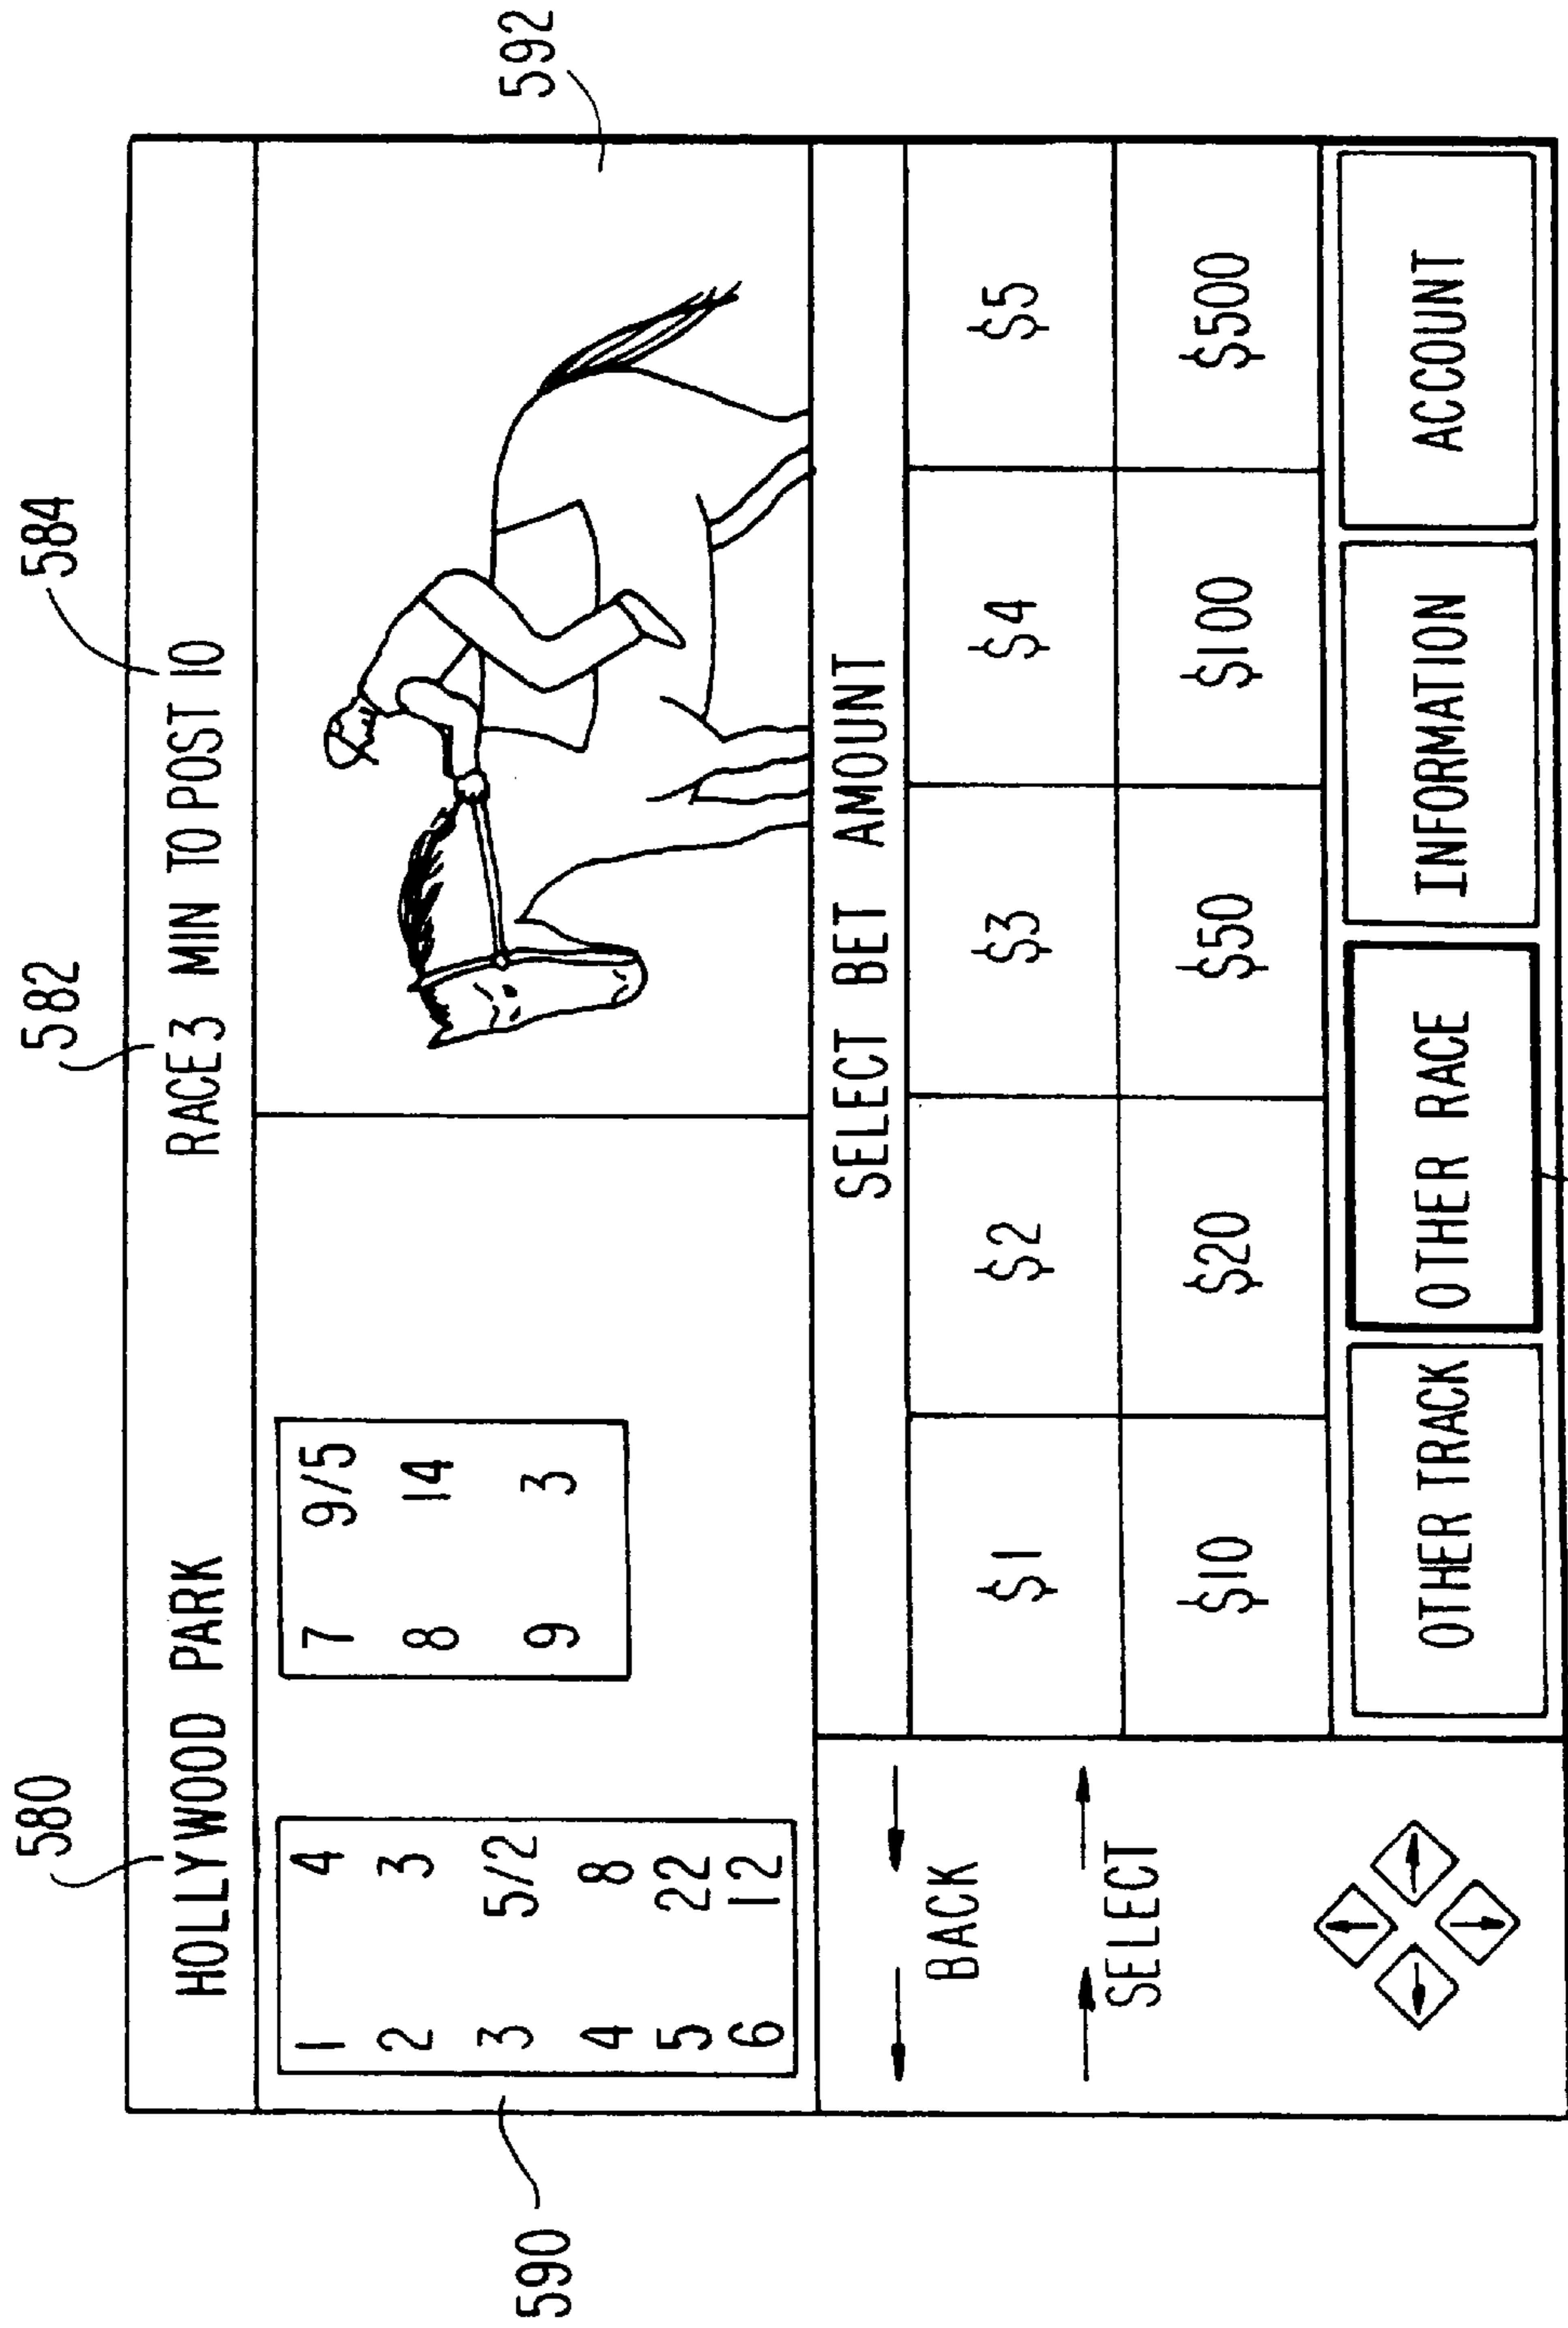 580
582
584
HOLLYWOOD PARK RACE 3 MIN TO POST 10
590
1 4
2 3
3 5/2
4 8
5 22
6 12
7 9/5
8 14
9 3
592
SELECT BET AMOUNT
BACK
SELECT
$1 $2 $3 $4 $5
$10 $20 $50 $100 $500
OTHER TRACK OTHER RACE INFORMATION ACCOUNT